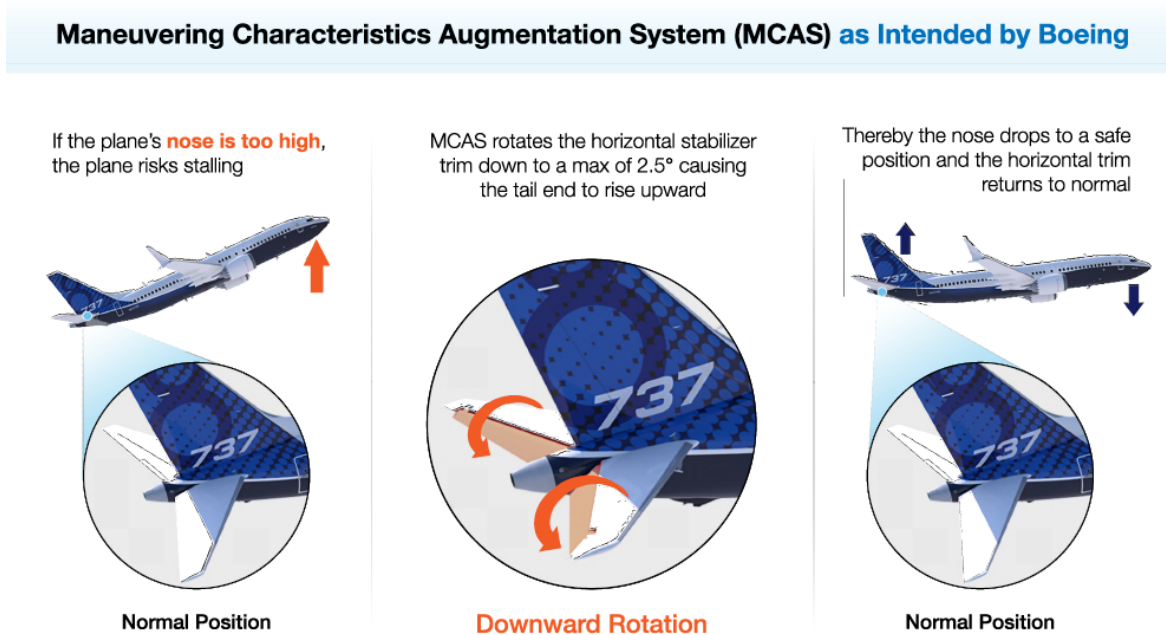 Maneuvering Characteristics Augmentation System (MCAS) as Intended by Boeing
If the plane's nose is too high,
the plane risks stalling
737
737
Normal Position
MCAS rotates the horizontal stabilizer
trim down to a max of 2.5° causing
the tail end to rise upward
737
Downward Rotation
Thereby the nose drops to a safe
position and the horizontal trim
returns to normal
737
737
Normal Position